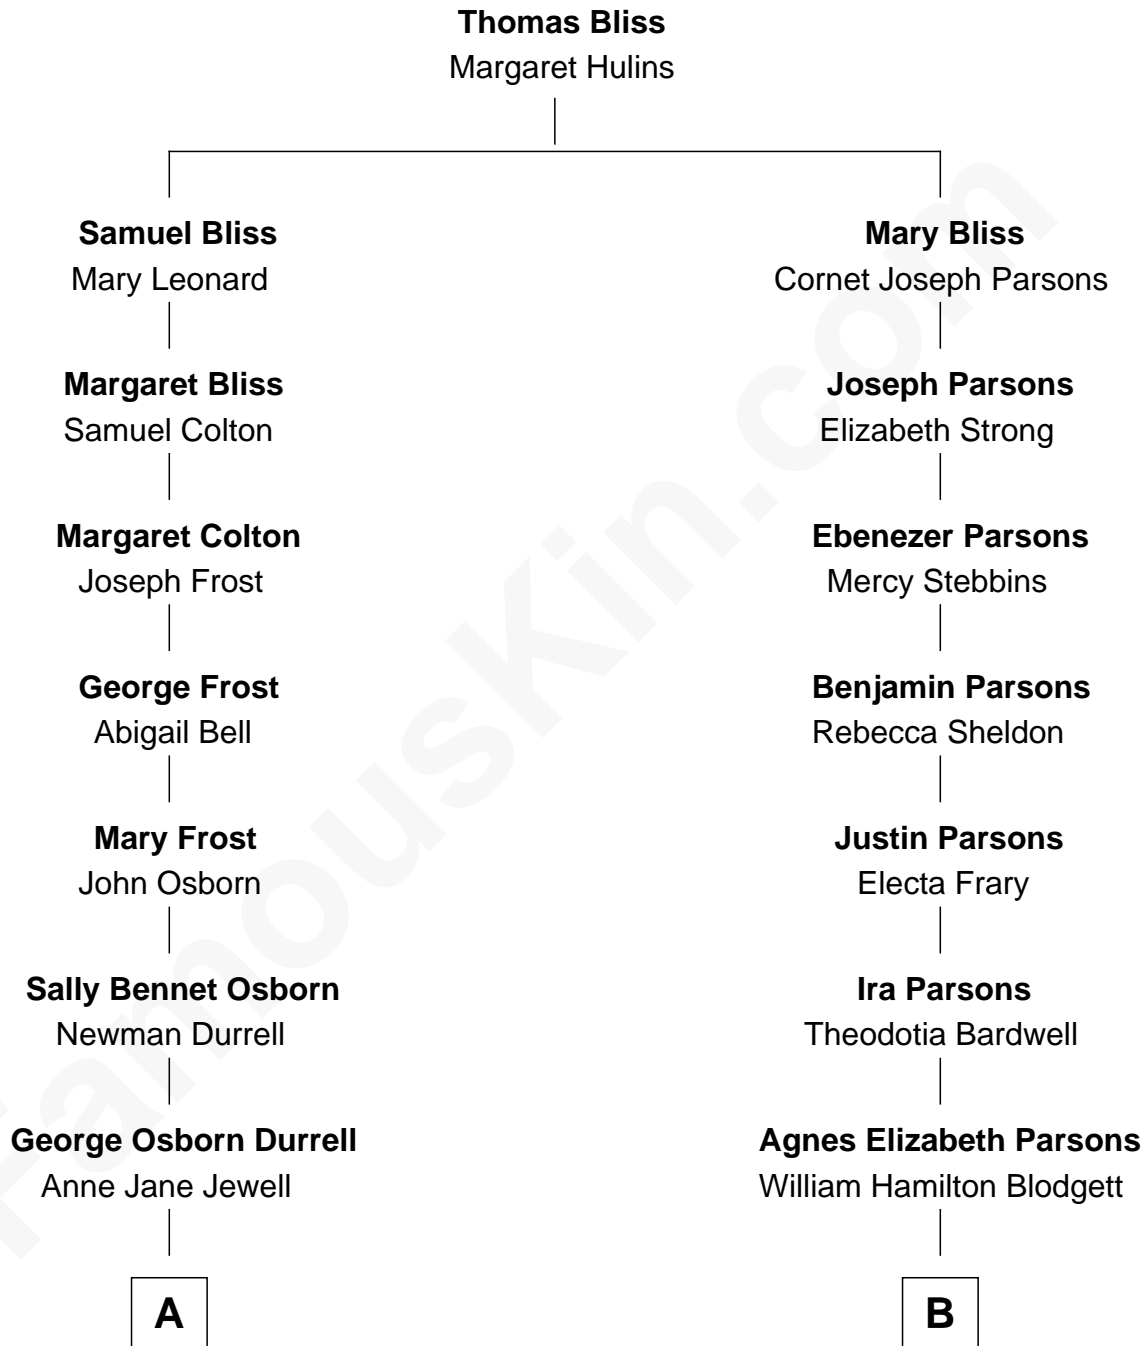 Thomas Bliss
Margaret Hulins
Samuel Bliss
Mary Leonard
Mary Bliss
Cornet Joseph Parsons
Margaret Bliss
Samuel Colton
Joseph Parsons
Elizabeth Strong
Margaret Colton
Joseph Frost
Ebenezer Parsons
Mercy Stebbins
George Frost
Abigail Bell
Benjamin Parsons
Rebecca Sheldon
Mary Frost
John Osborn
Justin Parsons
Electa Frary
Sally Bennet Osborn
Newman Durrell
Ira Parsons
Theodotia Bardwell
George Osborn Durrell
Anne Jane Jewell
Agnes Elizabeth Parsons
William Hamilton Blodgett
A
B
FamousKin.com